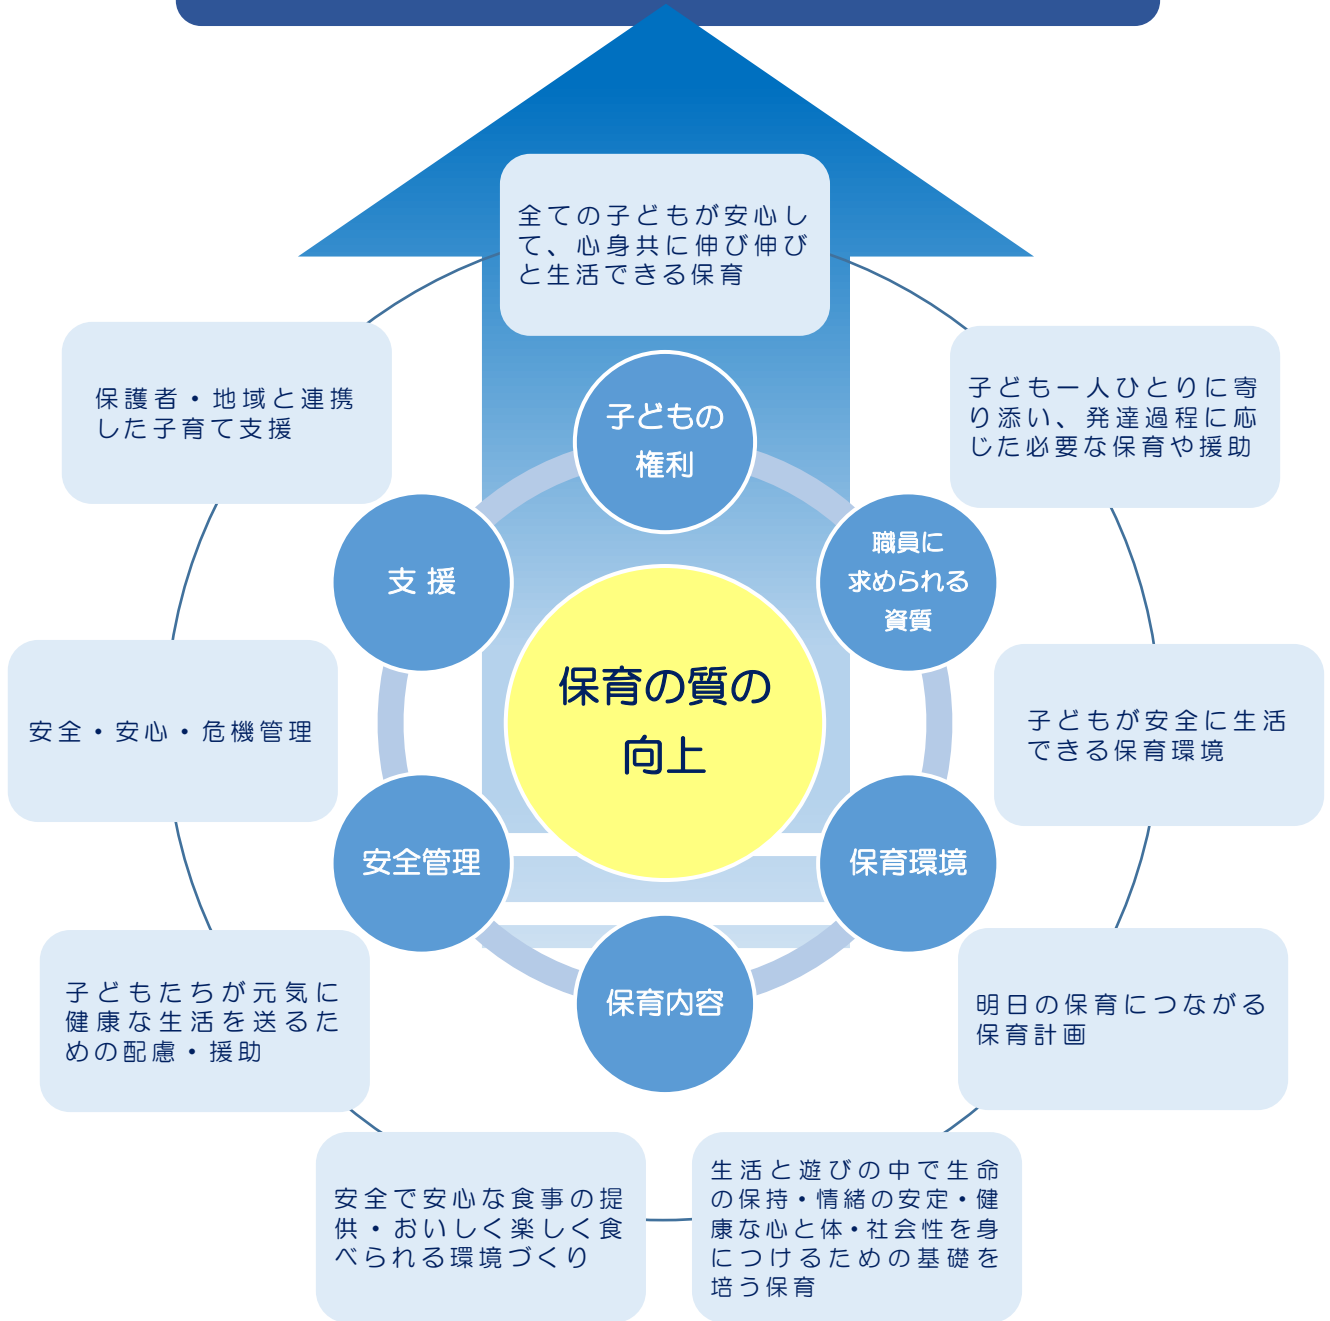 全ての子どもが安心し
て、心身共に伸び伸び
と生活できる保育
保護者・地域と連携
した子育て支援
子ども一人ひとりに寄
り添い、発達過程に応
じた必要な保育や援助
子どもの
権利
支 援
職員に
求められる
資質
保育の質の
向上
安全・安心・危機管理
子どもが安全に生活
できる保育環境
安全管理
保育環境
保育内容
子どもたちが元気に
健康な生活を送るた
めの配慮・援助
明日の保育につながる
保育計画
安全で安心な食事の提
供・おいしく楽しく食
べられる環境づくり
生活と遊びの中で生命
の保持・情緒の安定・健
康な心と体・社会性を身
につけるための基礎を
培う保育